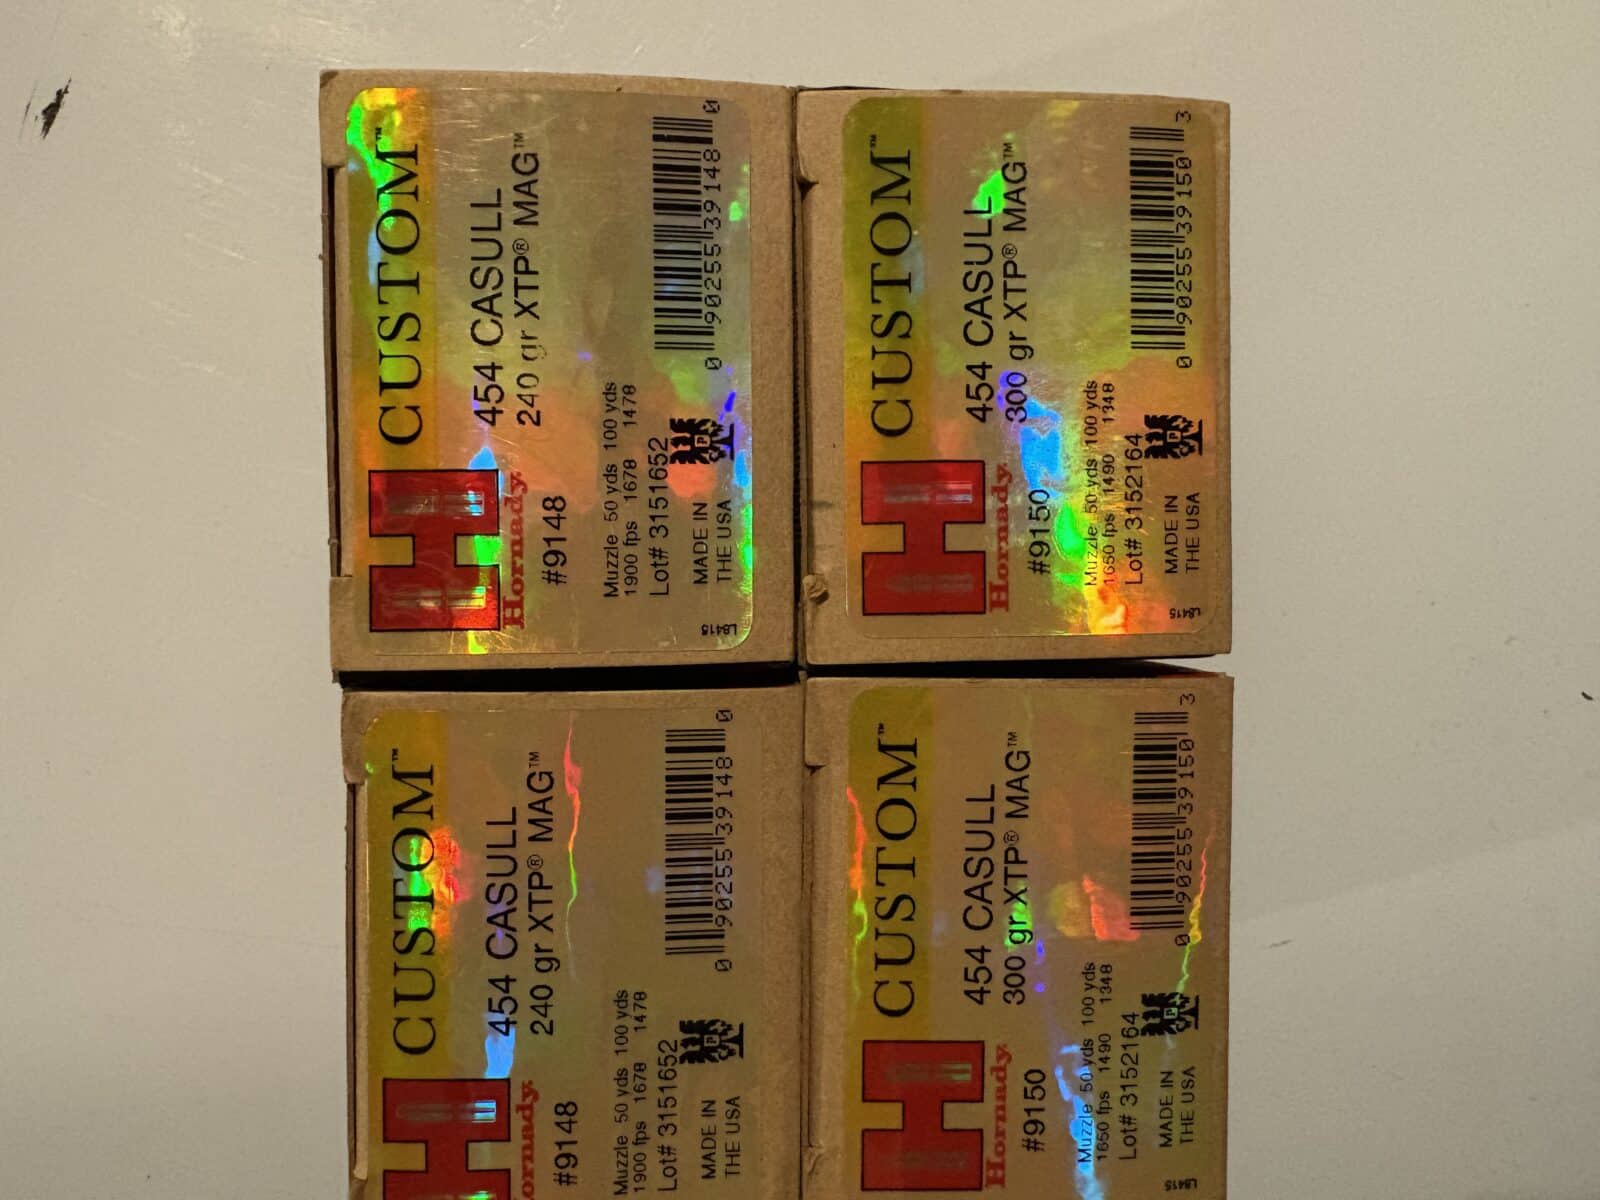 CUSTOM™
454 CASULL
240 gr XTP® MAG™
Hornady.
#9148
Muzzle 50 yds 100 yds
1900 fps 1678 1478
Lot# 3151652
MADE IN
THE USA
L8415
0 90255 39148 0
CUSTOM™
454 CASULL
300 gr XTP® MAG™
Hornady.
#9150
Muzzle 50 yds 100 yds
1650 fps 1490 1348
Lot# 3152164
MADE IN
THE USA
L8415
0 90255 39150 3
CUSTOM™
454 CASULL
240 gr XTP® MAG™
ornady.
#9148
Muzzle 50 yds 100 yds
1900 fps 1678 1478
Lot# 3151652
MADE IN
THE USA
0 90255 39148 0
CUSTOM™
454 CASULL
300 gr XTP® MAG™
Hornady.
#9150
Muzzle 50 yds 100 yds
1650 fps 1490 1348
Lot# 3152164
MADE IN
THE USA
L8415
0 90255 39150 3